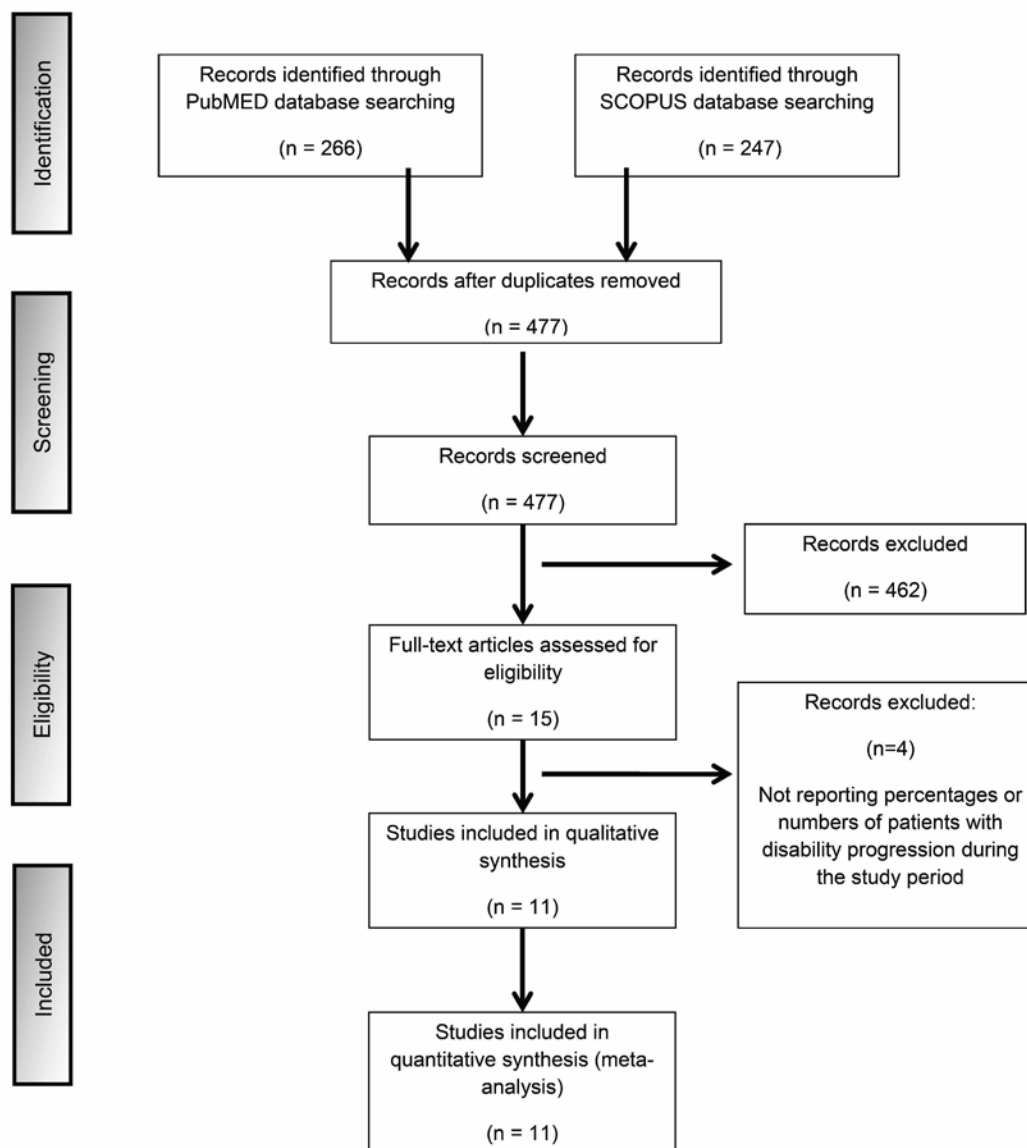 Identification
Records identified through
PubMED database searching
(n = 266)
Records identified through
SCOPUS database searching
(n = 247)
Records after duplicates removed
(n = 477)
Screening
Records screened
(n = 477)
Records excluded
(n = 462)
Eligibility
Full-text articles assessed for
eligibility
(n = 15)
Records excluded:
(n=4)
Not reporting percentages or
numbers of patients with
disability progression during
the study period
Studies included in qualitative
synthesis
(n = 11)
Included
Studies included in
quantitative synthesis (meta-
analysis)
(n = 11)